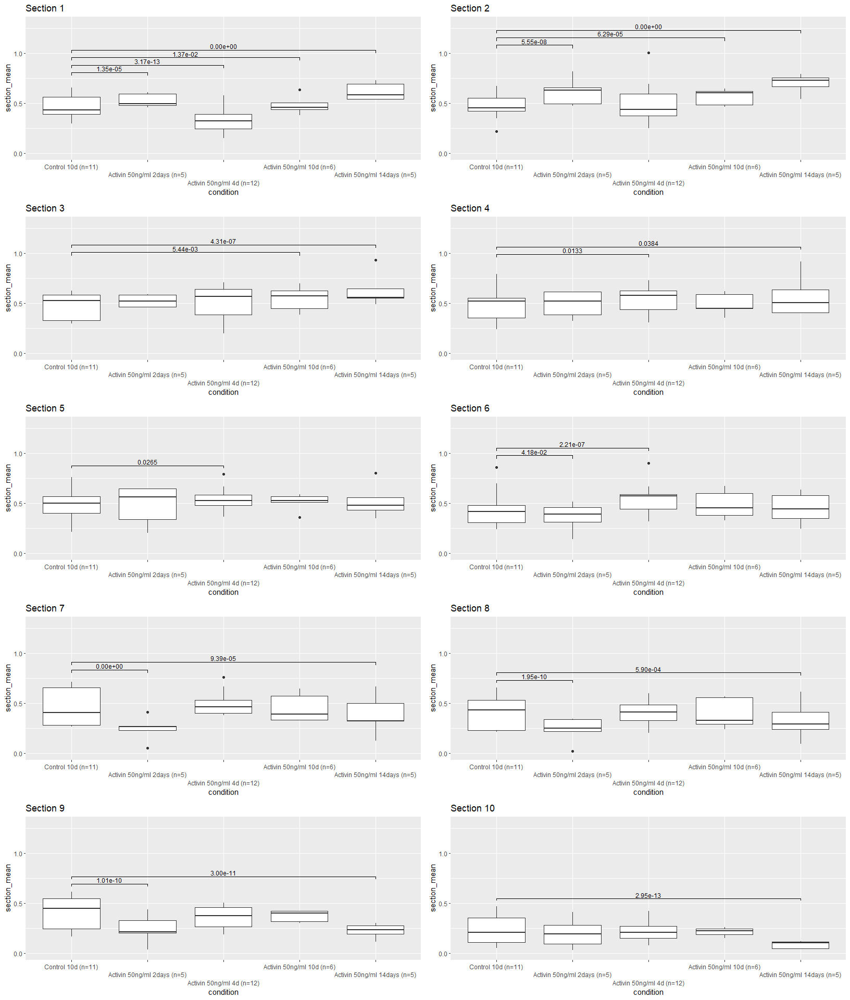 Section 1
0.00e+00
1.37e-02
3.17e-13
1.35e-05
1.0
0.5
0.0
section_mean
Control 10d (n=11)
Activin 50ng/ml 10d (n=6)
Activin 50ng/ml 2days (n=5)
Activin 50ng/ml 14days (n=5)
Activin 50ng/ml 4d (n=12)
condition
Section 2
0.00e+00
6.29e-05
5.55e-08
1.0
0.5
0.0
section_mean
Control 10d (n=11)
Activin 50ng/ml 10d (n=6)
Activin 50ng/ml 2days (n=5)
Activin 50ng/ml 14days (n=5)
Activin 50ng/ml 4d (n=12)
condition
Section 3
4.31e-07
5.44e-03
1.0
0.5
0.0
section_mean
Control 10d (n=11)
Activin 50ng/ml 10d (n=6)
Activin 50ng/ml 2days (n=5)
Activin 50ng/ml 14days (n=5)
Activin 50ng/ml 4d (n=12)
condition
Section 4
0.0384
0.0133
1.0
0.5
0.0
section_mean
Control 10d (n=11)
Activin 50ng/ml 10d (n=6)
Activin 50ng/ml 2days (n=5)
Activin 50ng/ml 14days (n=5)
Activin 50ng/ml 4d (n=12)
condition
Section 5
0.0265
1.0
0.5
0.0
section_mean
Control 10d (n=11)
Activin 50ng/ml 10d (n=6)
Activin 50ng/ml 2days (n=5)
Activin 50ng/ml 14days (n=5)
Activin 50ng/ml 4d (n=12)
condition
Section 6
2.21e-07
4.18e-02
1.0
0.5
0.0
section_mean
Control 10d (n=11)
Activin 50ng/ml 10d (n=6)
Activin 50ng/ml 2days (n=5)
Activin 50ng/ml 14days (n=5)
Activin 50ng/ml 4d (n=12)
condition
Section 7
9.39e-05
0.00e+00
1.0
0.5
0.0
section_mean
Control 10d (n=11)
Activin 50ng/ml 10d (n=6)
Activin 50ng/ml 2days (n=5)
Activin 50ng/ml 14days (n=5)
Activin 50ng/ml 4d (n=12)
condition
Section 8
5.90e-04
1.95e-10
1.0
0.5
0.0
section_mean
Control 10d (n=11)
Activin 50ng/ml 10d (n=6)
Activin 50ng/ml 2days (n=5)
Activin 50ng/ml 14days (n=5)
Activin 50ng/ml 4d (n=12)
condition
Section 9
3.00e-11
1.01e-10
1.0
0.5
0.0
section_mean
Control 10d (n=11)
Activin 50ng/ml 10d (n=6)
Activin 50ng/ml 2days (n=5)
Activin 50ng/ml 14days (n=5)
Activin 50ng/ml 4d (n=12)
condition
Section 10
2.95e-13
1.0
0.5
0.0
section_mean
Control 10d (n=11)
Activin 50ng/ml 10d (n=6)
Activin 50ng/ml 2days (n=5)
Activin 50ng/ml 14days (n=5)
Activin 50ng/ml 4d (n=12)
condition